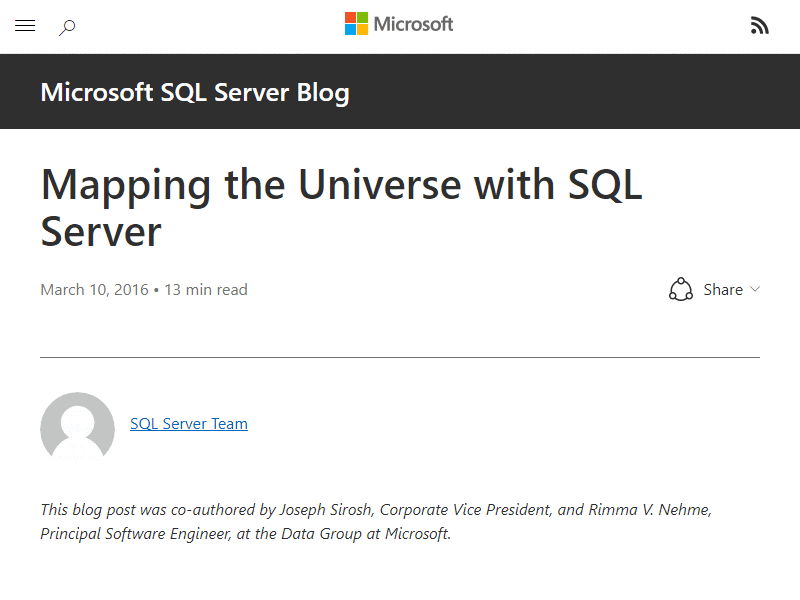 Microsoft
Microsoft SQL Server Blog
Mapping the Universe with SQL
Server
March 10, 2016 • 13 min read
Share
SQL Server Team
This blog post was co-authored by Joseph Sirosh, Corporate Vice President, and Rimma V. Nehme,
Principal Software Engineer, at the Data Group at Microsoft.